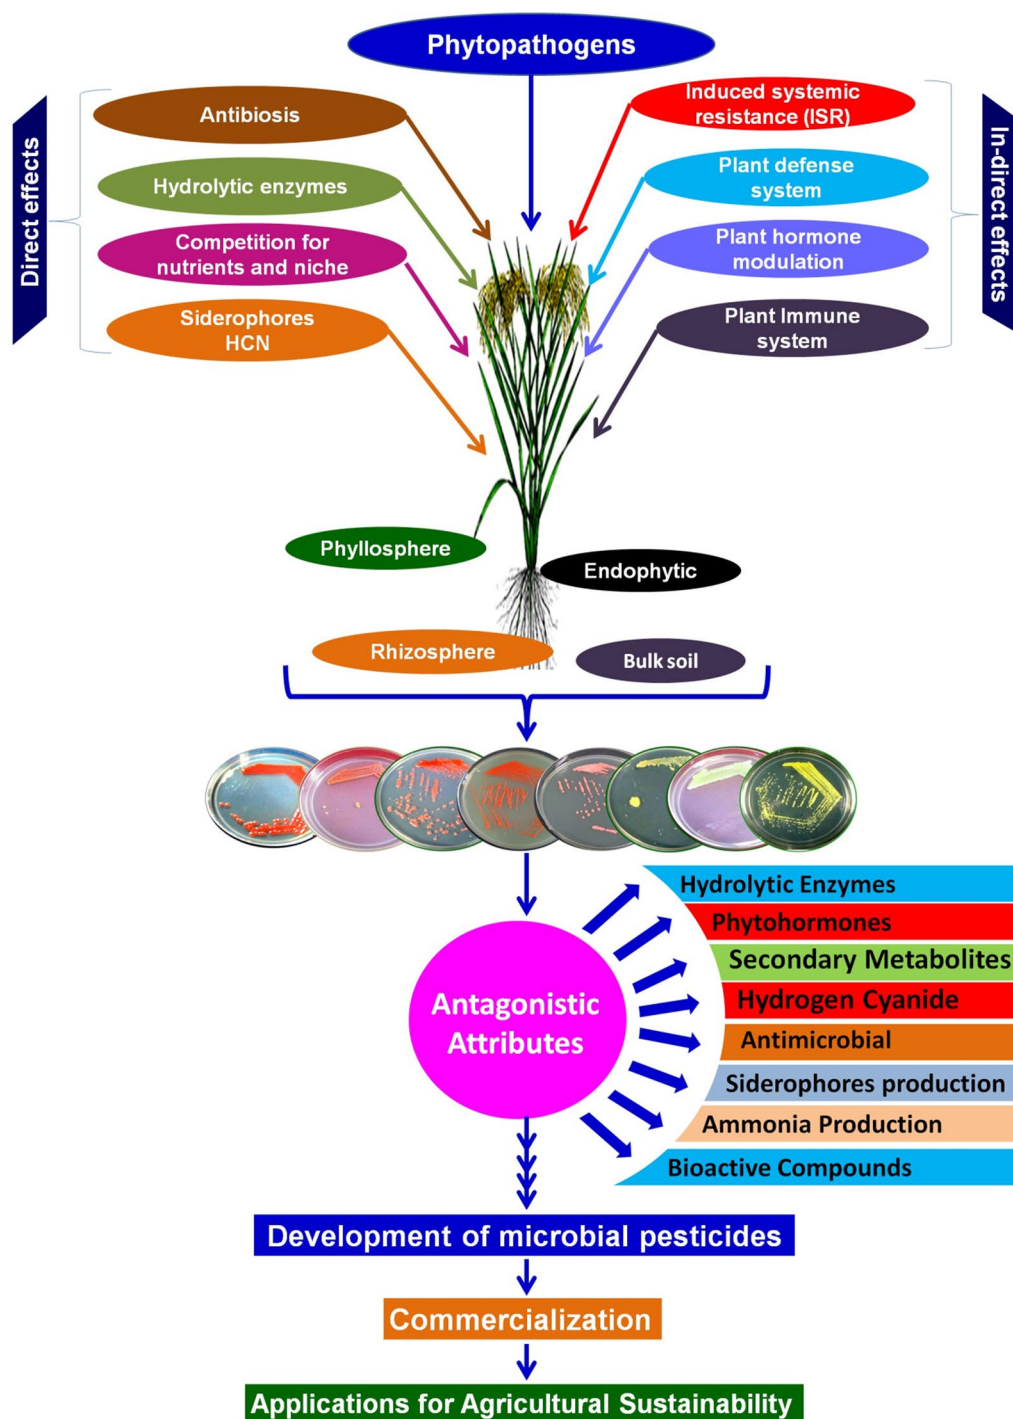 Phytopathogens
Direct effects
Antibiosis
Hydrolytic enzymes
Competition for
nutrients and niche
Siderophores
HCN
Induced systemic
resistance (ISR)
Plant defense
system
Plant hormone
modulation
Plant Immune
system
In-direct effects
Phyllosphere
Endophytic
Rhizosphere
Bulk soil
Antagonistic
Attributes
Hydrolytic Enzymes
Phytohormones
Secondary Metabolites
Hydrogen Cyanide
Antimicrobial
Siderophores production
Ammonia Production
Bioactive Compounds
Development of microbial pesticides
Commercialization
Applications for Agricultural Sustainability